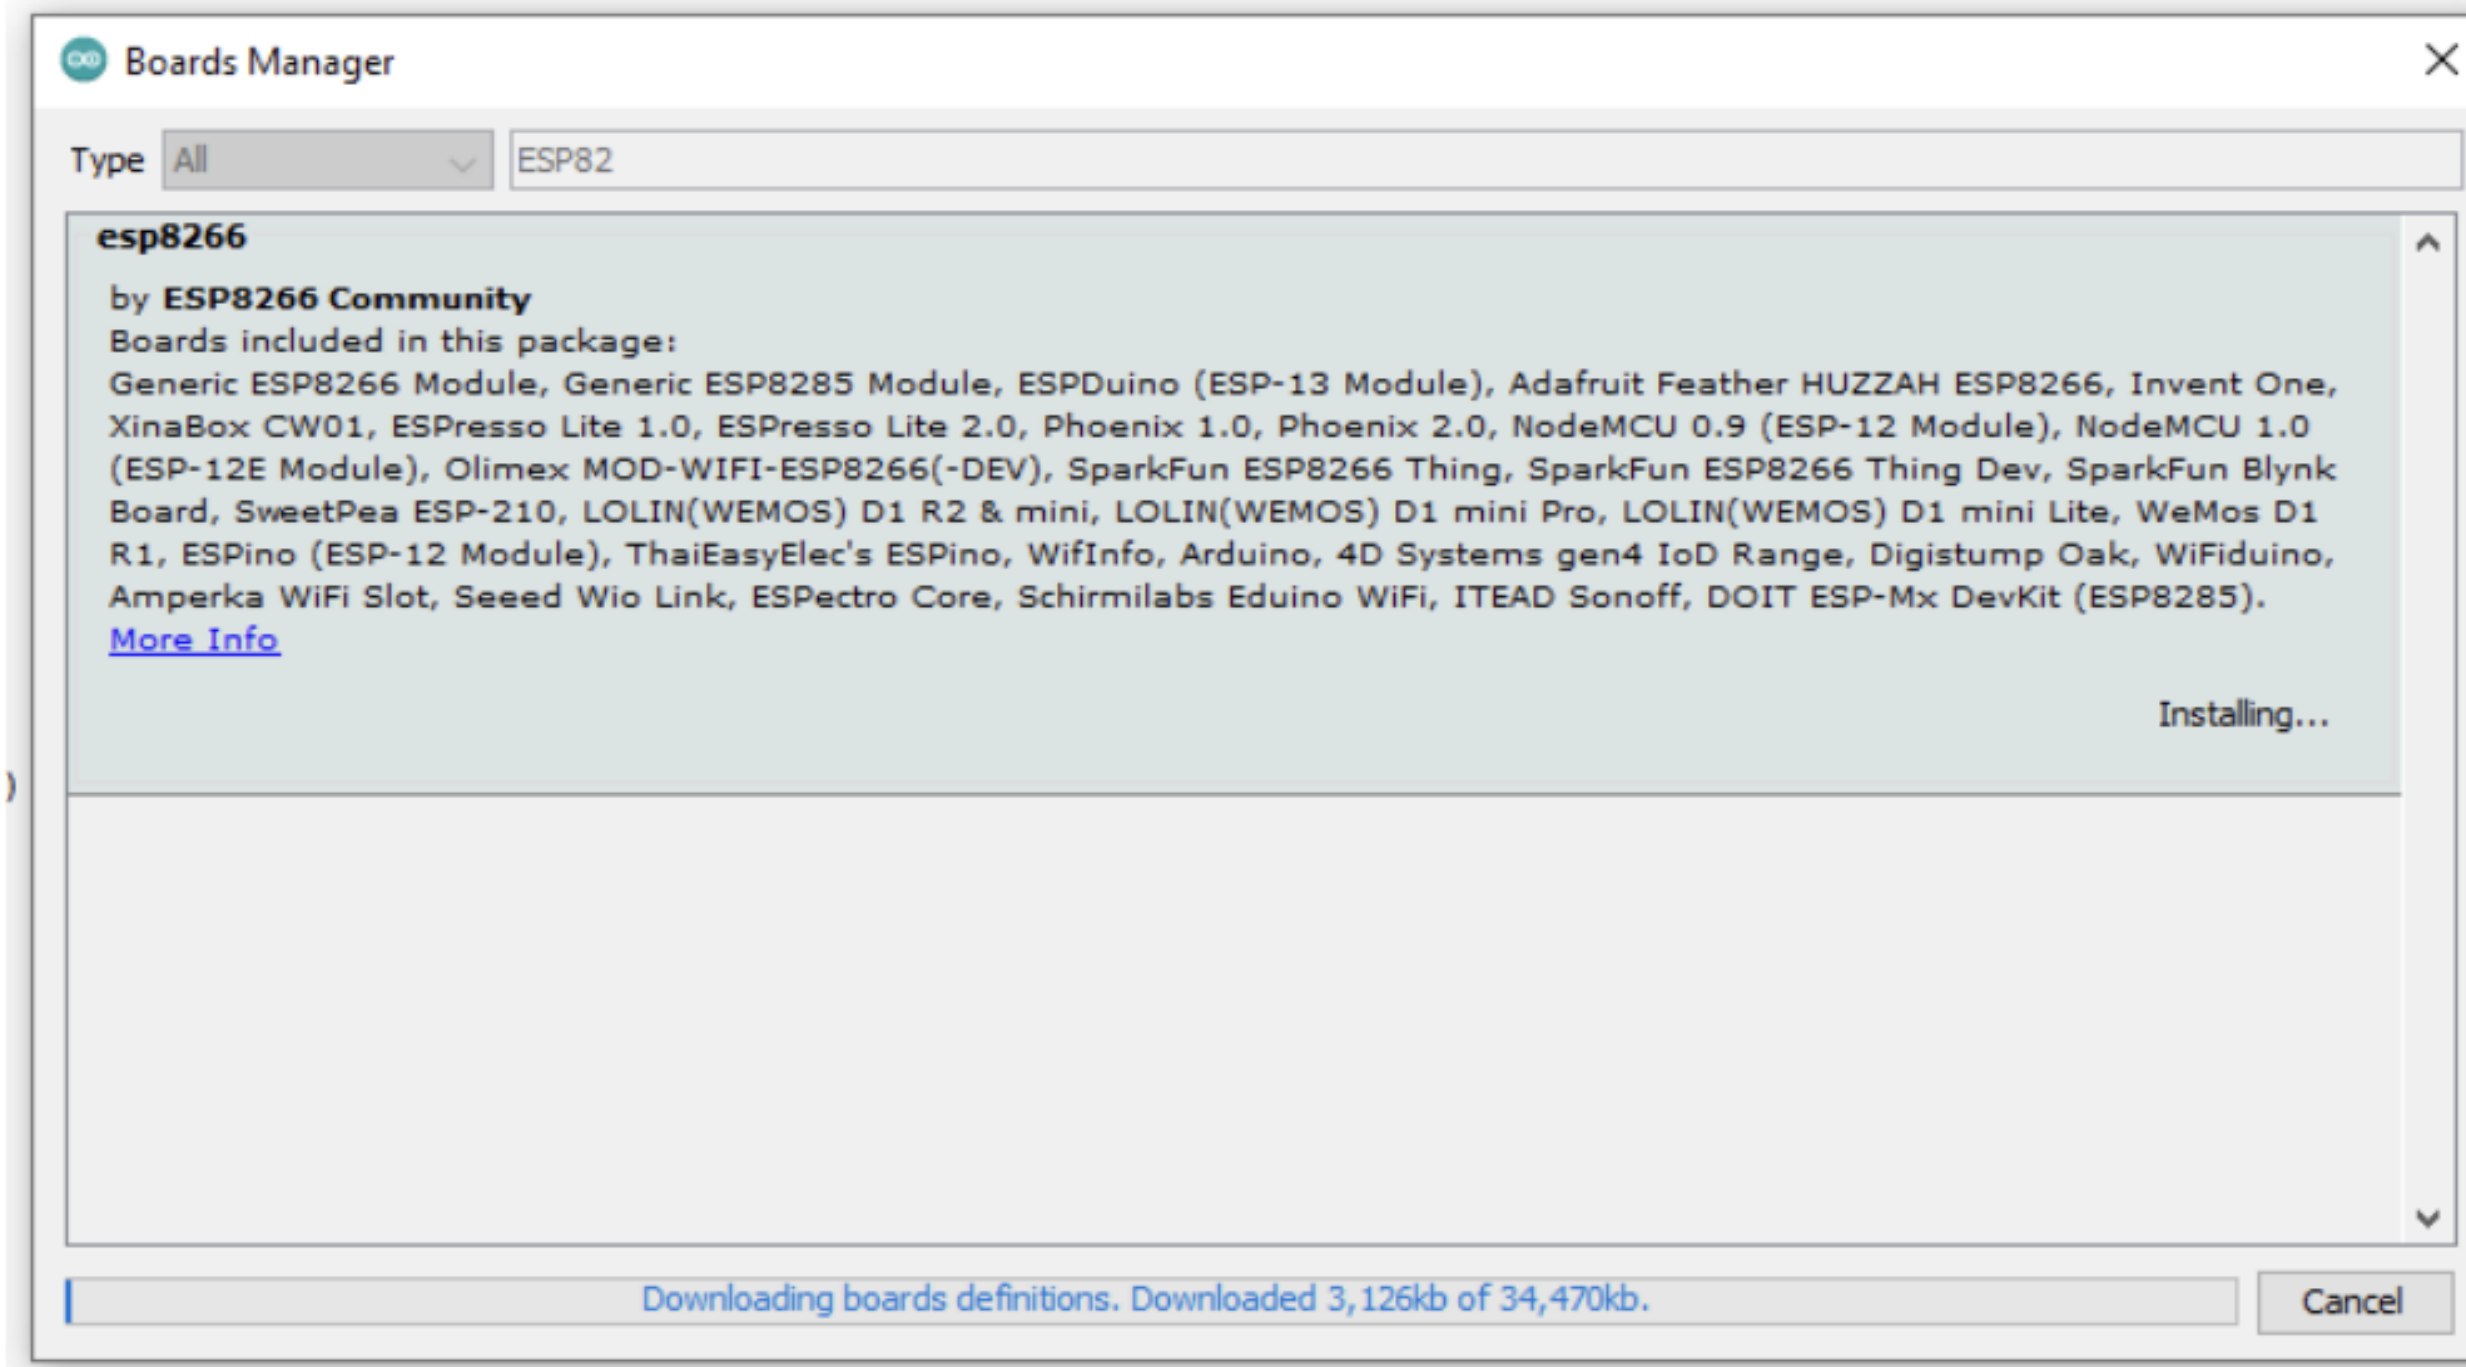 Boards Manager
Type All ESP82
esp8266
by ESP8266 Community
Boards included in this package:
Generic ESP8266 Module, Generic ESP8285 Module, ESPDuino (ESP-13 Module), Adafruit Feather HUZZAH ESP8266, Invent One,
XinaBox CW01, ESPresso Lite 1.0, ESPresso Lite 2.0, Phoenix 1.0, Phoenix 2.0, NodeMCU 0.9 (ESP-12 Module), NodeMCU 1.0
(ESP-12E Module), Olimex MOD-WIFI-ESP8266(-DEV), SparkFun ESP8266 Thing, SparkFun ESP8266 Thing Dev, SparkFun Blynk
Board, SweetPea ESP-210, LOLIN(WEMOS) D1 R2 & mini, LOLIN(WEMOS) D1 mini Pro, LOLIN(WEMOS) D1 mini Lite, WeMos D1
R1, ESPino (ESP-12 Module), ThaiEasyElec's ESPino, WifInfo, Arduino, 4D Systems gen4 IoD Range, Digistump Oak, WiFiduino,
Amperka WiFi Slot, Seeed Wio Link, ESPectro Core, Schirmilabs Eduino WiFi, ITEAD Sonoff, DOIT ESP-Mx DevKit (ESP8285).
More Info
Installing...
)
Downloading boards definitions. Downloaded 3,126kb of 34,470kb.
Cancel